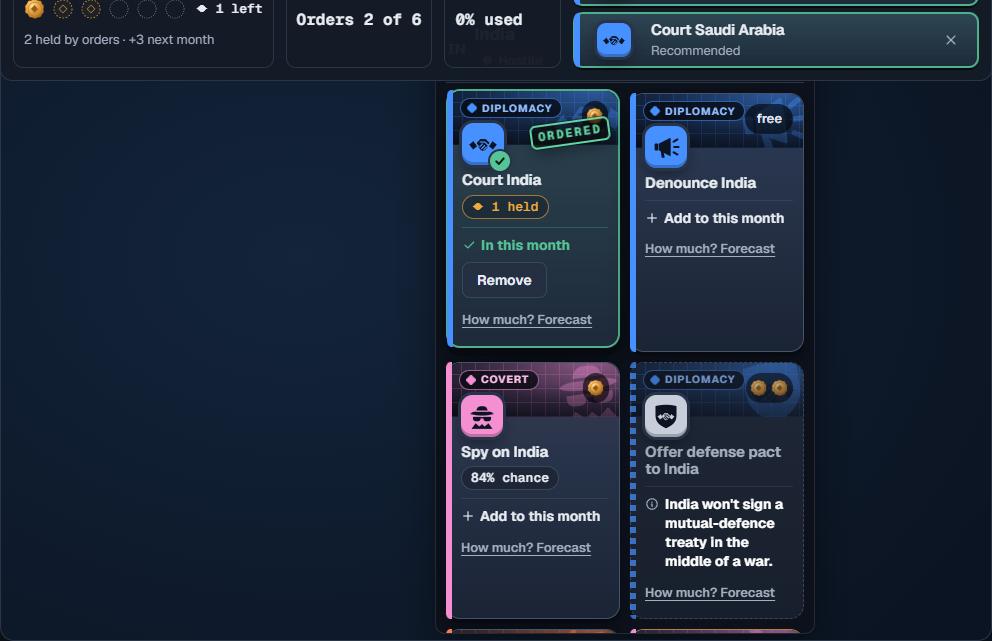 1 left
2 held by orders · +3 next month
Orders 2 of 6
0% used
India
Hostile
Court Saudi Arabia
Recommended
DIPLOMACY
ORDERED
Court India
1 held
In this month
Remove
How much? Forecast
DIPLOMACY
free
Denounce India
Add to this month
How much? Forecast
COVERT
Spy on India
84% chance
Add to this month
How much? Forecast
DIPLOMACY
Offer defense pact
to India
India won't sign a
mutual-defence
treaty in the
middle of a war.
How much? Forecast